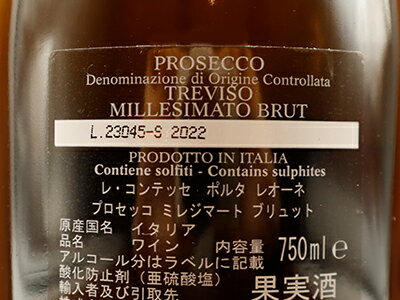 PROSECCO
Denominazione di Origine Controllata
TREVISO
MILLESIMATO BRUT
L.23045-S 2022
PRODOTTO IN ITALIA
Contiene solfiti - Contains sulphites
レ・コンテッセ ポルタ レオーネ
プロセッコ ミレジマート ブリュット
原産国名 イタリア
品名 ワイン 内容量 750ml℮
アルコール分はラベルに記載
酸化防止剤(亜硫酸塩)
輸入者及び引取先 果実酒